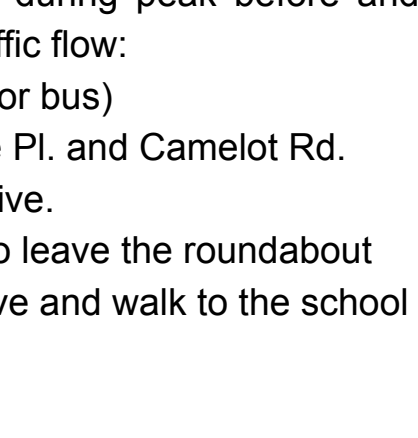 during peak before and
ffic flow:
or bus)
e Pl. and Camelot Rd.
ive.
o leave the roundabout
ve and walk to the school